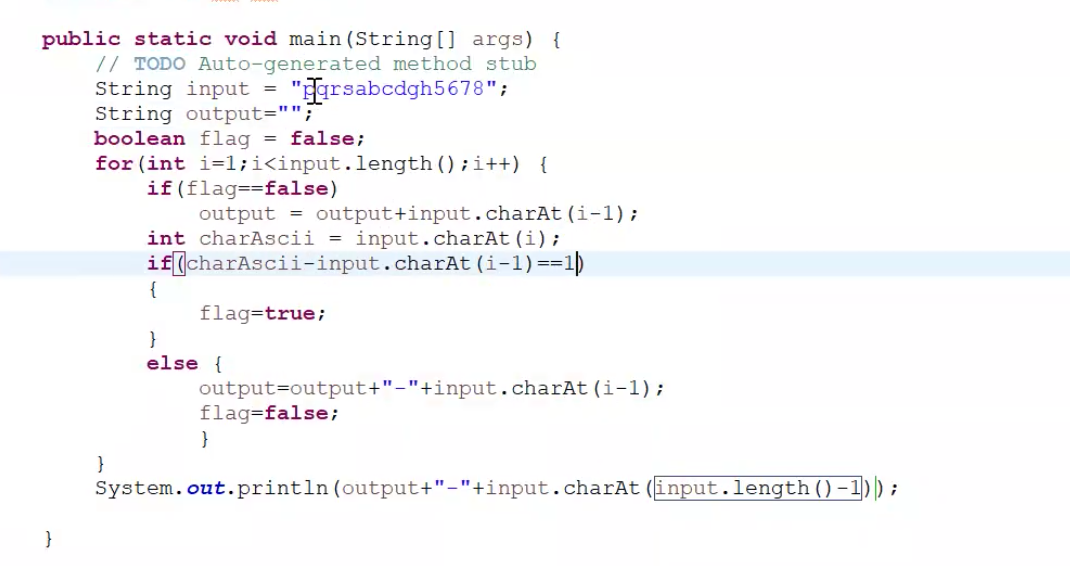 public static void main(String[] args) {
// TODO Auto-generated method stub
String input = "pqrsabcdgh5678";
String output="";
boolean flag = false;
for(int i=1;i<input.length();i++) {
if(flag==false)
output = output+input.charAt(i-1);
int charAscii = input.charAt(i);
if(charAscii-input.charAt(i-1)==1)
{
flag=true;
}
else {
output=output+"-"+input.charAt(i-1);
flag=false;
}
}
System.out.println(output+"-"+input.charAt(input.length()-1));
}